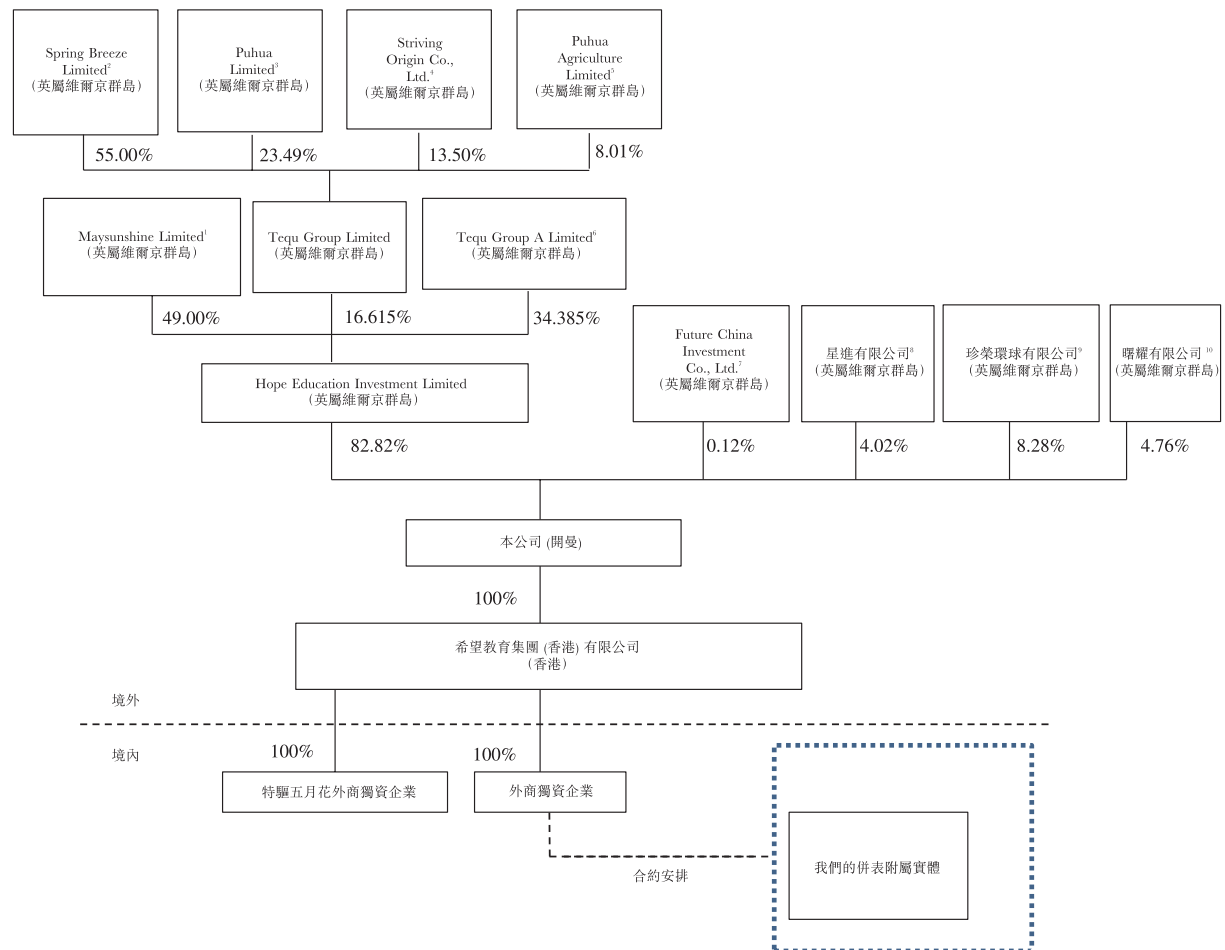 Spring Breeze
Limited²
(英屬維爾京群島)
Puhua
Limited³
(英屬維爾京群島)
Striving
Origin Co.,
Ltd.⁴
(英屬維爾京群島)
Puhua
Agriculture
Limited⁵
(英屬維爾京群島)
55.00%
23.49%
13.50%
8.01%
Maysunshine Limited¹
(英屬維爾京群島)
Tequ Group Limited
(英屬維爾京群島)
Tequ Group A Limited⁶
(英屬維爾京群島)
49.00%
16.615%
34.385%
Future China
Investment
Co., Ltd.⁷
(英屬維爾京群島)
星進有限公司⁸
(英屬維爾京群島)
珍榮環球有限公司⁹
(英屬維爾京群島)
曙耀有限公司¹⁰
(英屬維爾京群島)
Hope Education Investment Limited
(英屬維爾京群島)
82.82%
0.12%
4.02%
8.28%
4.76%
本公司 (開曼)
100%
希望教育集團 (香港) 有限公司
(香港)
境外
境內
100%
100%
特驅五月花外商獨資企業
外商獨資企業
合約安排
我們的併表附屬實體